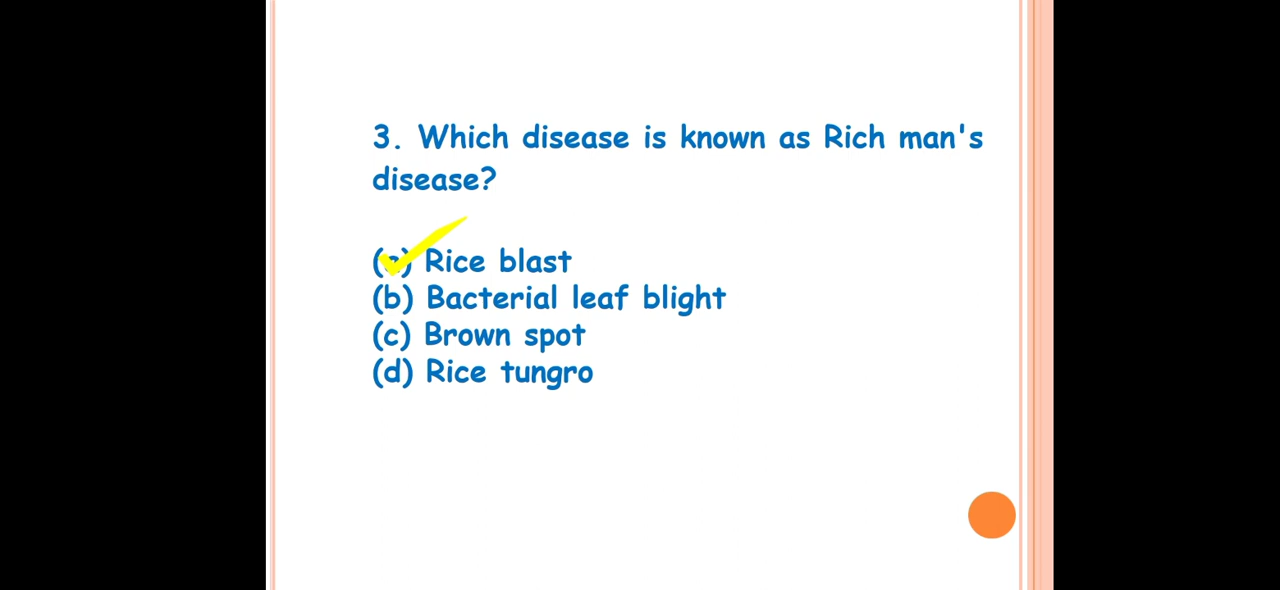 3. Which disease is known as Rich man's
disease?
(a) Rice blast
(b) Bacterial leaf blight
(c) Brown spot
(d) Rice tungro